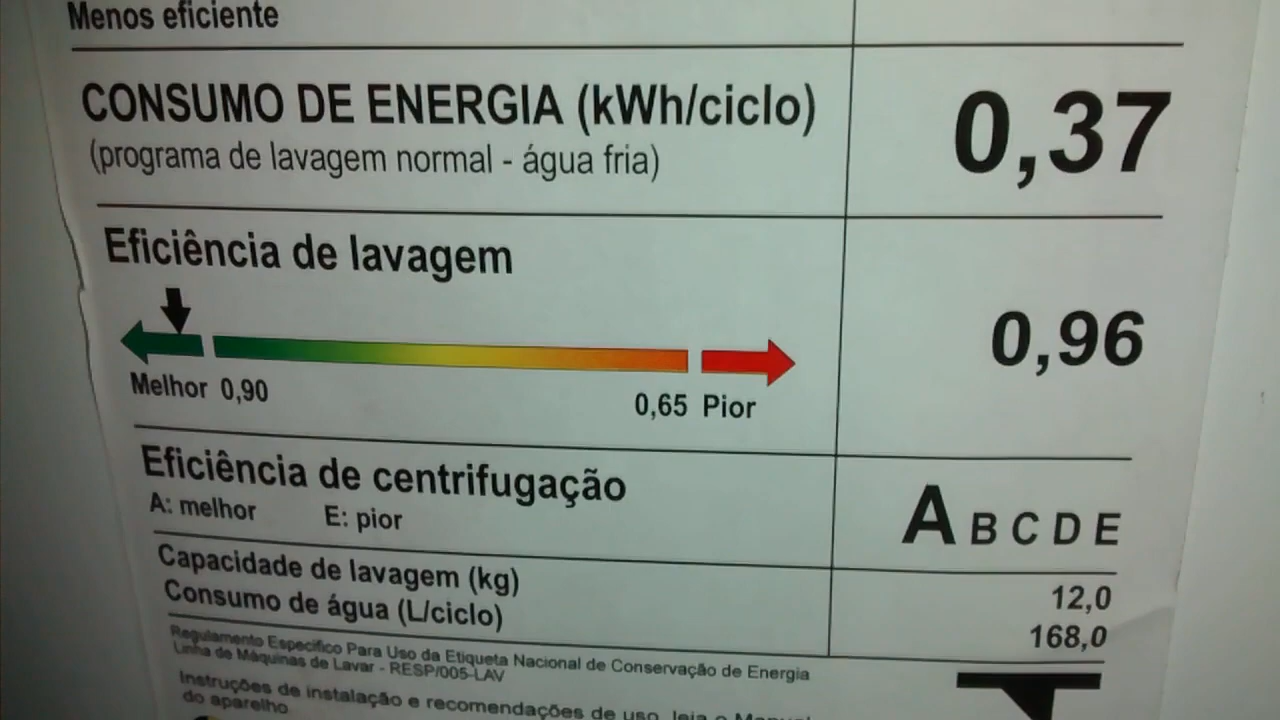 Menos eficiente
CONSUMO DE ENERGIA (kWh/ciclo)
0,37
(programa de lavagem normal - água fria)
Eficiência de lavagem
0,96
Melhor 0,90
0,65 Pior
Eficiência de centrifugação
A: melhor E: pior
A B C D E
Capacidade de lavagem (kg)
12,0
Consumo de água (L/ciclo)
168,0
Regulamento Específico Para Uso da Etiqueta Nacional de Conservação de Energia
Linha de Máquinas de Lavar - RESP/005-LAV
Instruções de instalação e recomendações de uso, leia o Manual
do aparelho